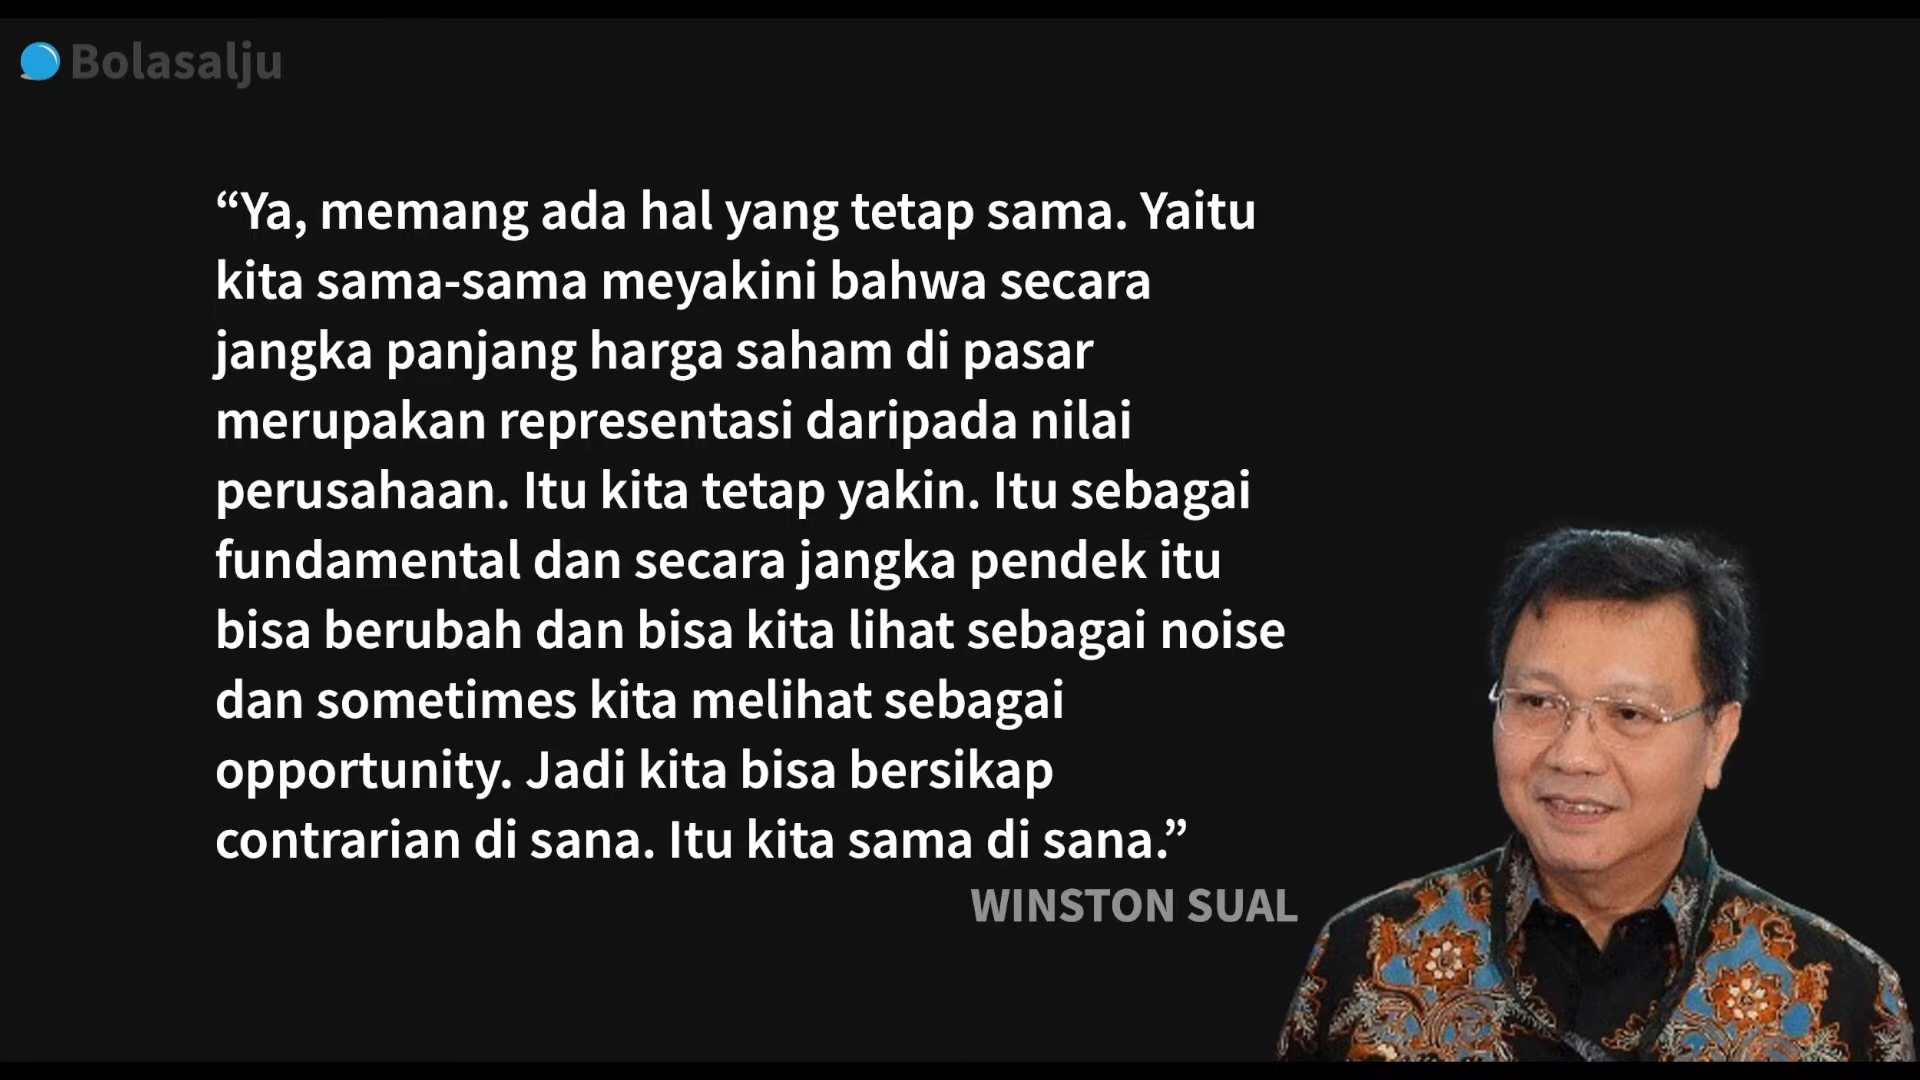 Bolasalju
“Ya, memang ada hal yang tetap sama. Yaitu
kita sama-sama meyakini bahwa secara
jangka panjang harga saham di pasar
merupakan representasi daripada nilai
perusahaan. Itu kita tetap yakin. Itu sebagai
fundamental dan secara jangka pendek itu
bisa berubah dan bisa kita lihat sebagai noise
dan sometimes kita melihat sebagai
opportunity. Jadi kita bisa bersikap
contrarian di sana. Itu kita sama di sana.”
WINSTON SUAL